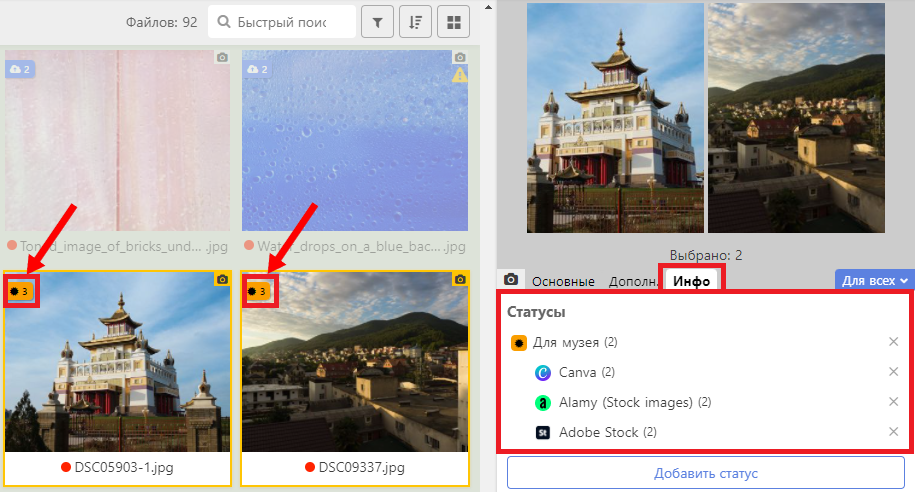 Файлов: 92
Быстрый поис
2
2
Toned_image_of_bricks_und... .jpg
Water_drops_on_a_blue_bac... .jpg
3
3
DSC05903-1.jpg
DSC09337.jpg
Выбрано: 2
Основные
Дополн.
Инфо
Для всех
Статусы
Для музея (2)
Canva (2)
Alamy (Stock images) (2)
St Adobe Stock (2)
Добавить статус